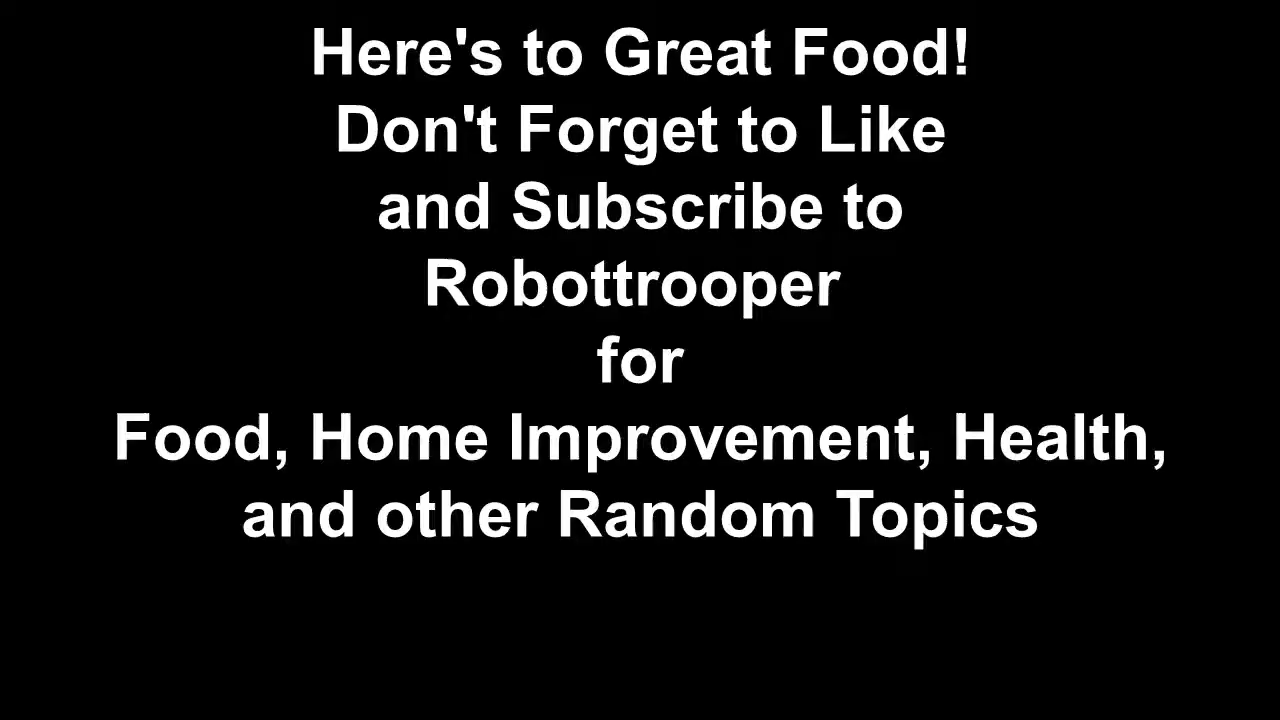 Here's to Great Food!
Don't Forget to Like
and Subscribe to
Robottrooper
for
Food, Home Improvement, Health,
and other Random Topics